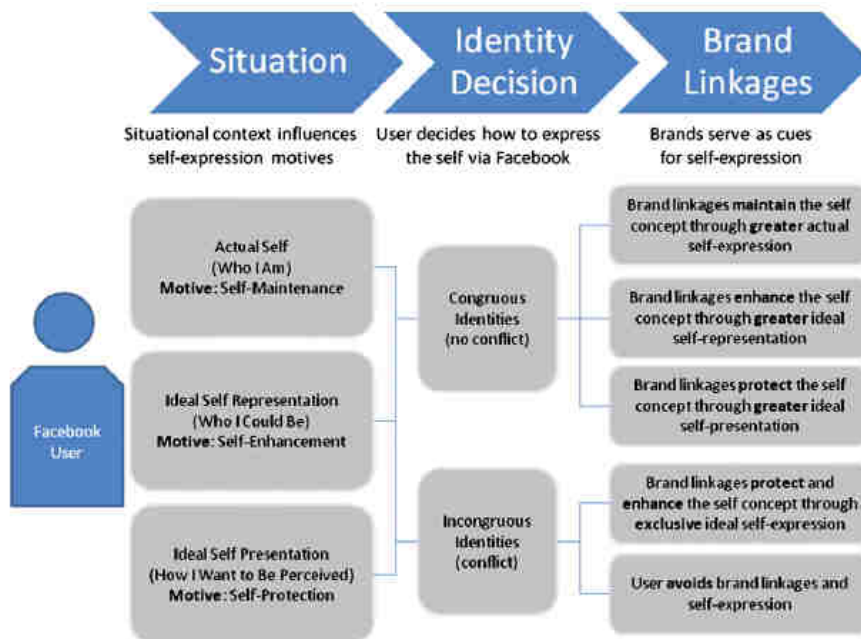 Situation
Identity
Decision
Brand
Linkages
Situational context influences
self-expression motives
User decides how to express
the self via Facebook
Brands serve as cues
for self-expression
Facebook
User
Actual Self
(Who I Am)
Motive: Self-Maintenance
Ideal Self Representation
(Who I Could Be)
Motive: Self-Enhancement
Ideal Self Presentation
(How I Want to Be Perceived)
Motive: Self-Protection
Congruous
Identities
(no conflict)
Incongruous
Identities
(conflict)
Brand linkages maintain the self
concept through greater actual
self-expression
Brand linkages enhance the self
concept through greater ideal
self-representation
Brand linkages protect the self
concept through greater ideal
self-presentation
Brand linkages protect and
enhance the self concept through
exclusive ideal self-expression
User avoids brand linkages and
self-expression